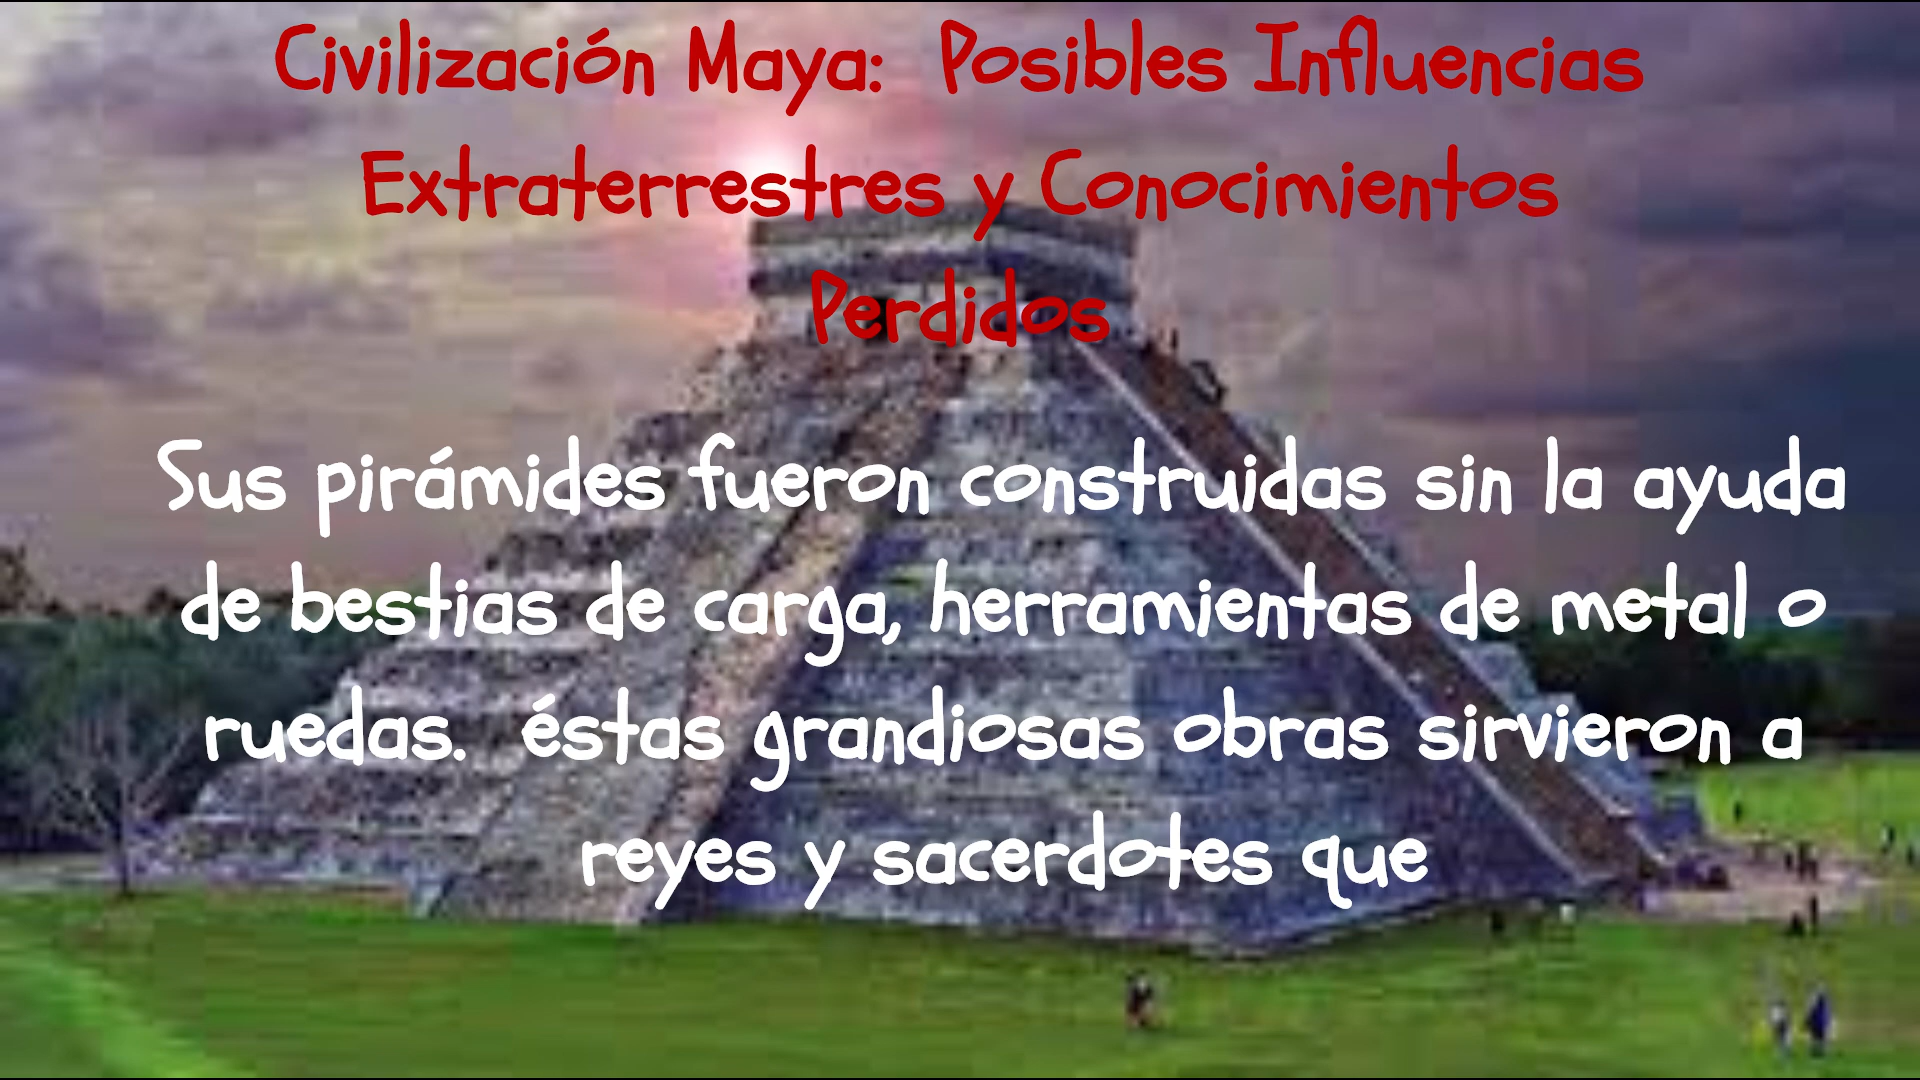 Civilización Maya:  Posibles Influencias
Extraterrestres y Conocimientos
Perdidos
Sus pirámides fueron construidas sin la ayuda
de bestias de carga, herramientas de metal o
ruedas.  éstas grandiosas obras sirvieron a
reyes y sacerdotes que